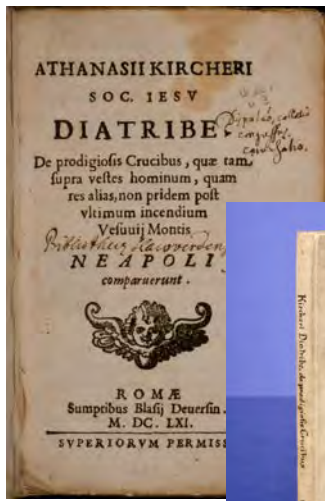 ATHANASII KIRCHERI
SOC. IESV
DIATRIBE.
De prodigiosis Crucibus, quæ tam
supra vestes hominum, quam
res alias, non pridem post
vltimum incendium
Vesuuij Montis
NEAPOLI
comparuerunt.
ROMÆ
Sumptibus Blasij Deuersin.
M. DC. LXI.
SVPERIORVM PERMISS
Kircheri Diatribe de prodigiosis Crucibus